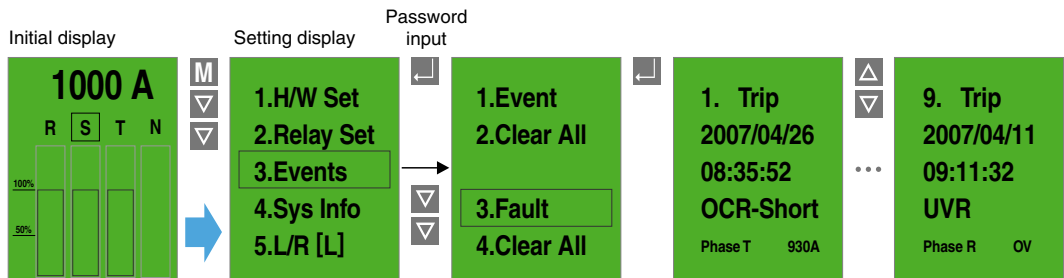 Initial display
1000 A
R S T N
100%
50%
M
Setting display
1.H/W Set
2.Relay Set
3.Events
4.Sys Info
5.L/R [L]
Password
input
1.Event
2.Clear All
3.Fault
4.Clear All
1. Trip
2007/04/26
08:35:52
OCR-Short
Phase T 930A
...
9. Trip
2007/04/11
09:11:32
UVR
Phase R OV